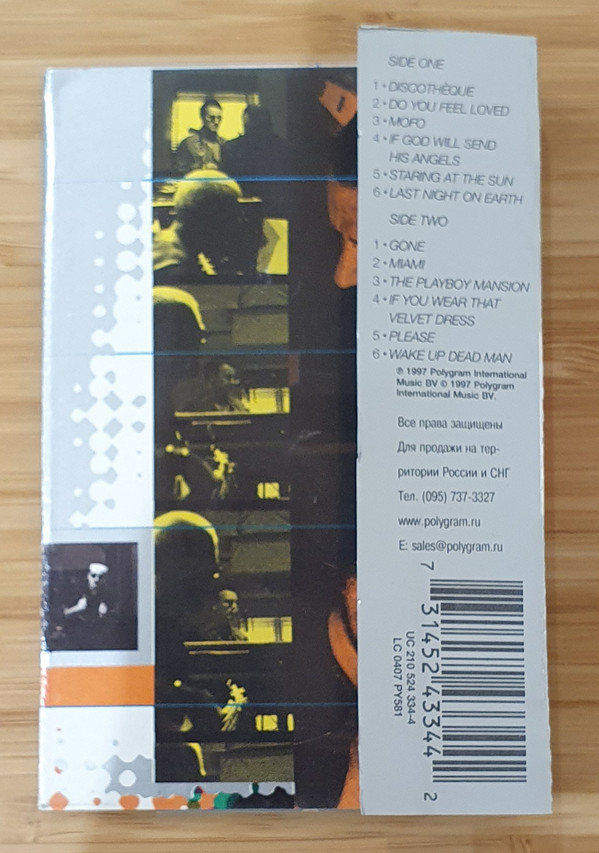 SIDE ONE
1 • DISCOTHÈQUE
2 • DO YOU FEEL LOVED
3 • MOFO
4 • IF GOD WILL SEND
HIS ANGELS
5 • STARING AT THE SUN
6 • LAST NIGHT ON EARTH
SIDE TWO
1 • GONE
2 • MIAMI
3 • THE PLAYBOY MANSION
4 • IF YOU WEAR THAT
VELVET DRESS
5 • PLEASE
6 • WAKE UP DEAD MAN
℗ 1997 Polygram International
Music BV © 1997 Polygram
International Music BV.
Все права защищены
Для продажи на тер-
ритории России и СНГ
Тел. (095) 737-3327
www.polygram.ru
E: sales@polygram.ru
7 31452 43344 2
UC 210 524 334-4
LC 0407 PY581